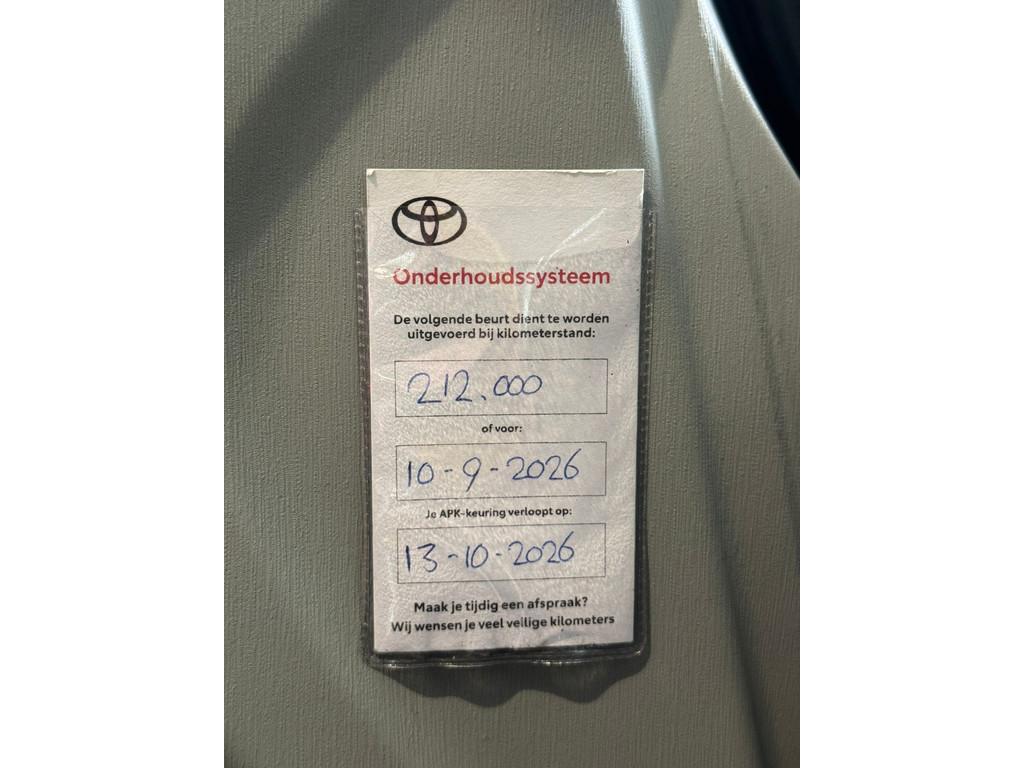 Onderhoudssysteem
De volgende beurt dient te worden
uitgevoerd bij kilometerstand:
212.000
of voor:
10-9-2026
Je APK-keuring verloopt op:
13-10-2026
Maak je tijdig een afspraak?
Wij wensen je veel veilige kilometers